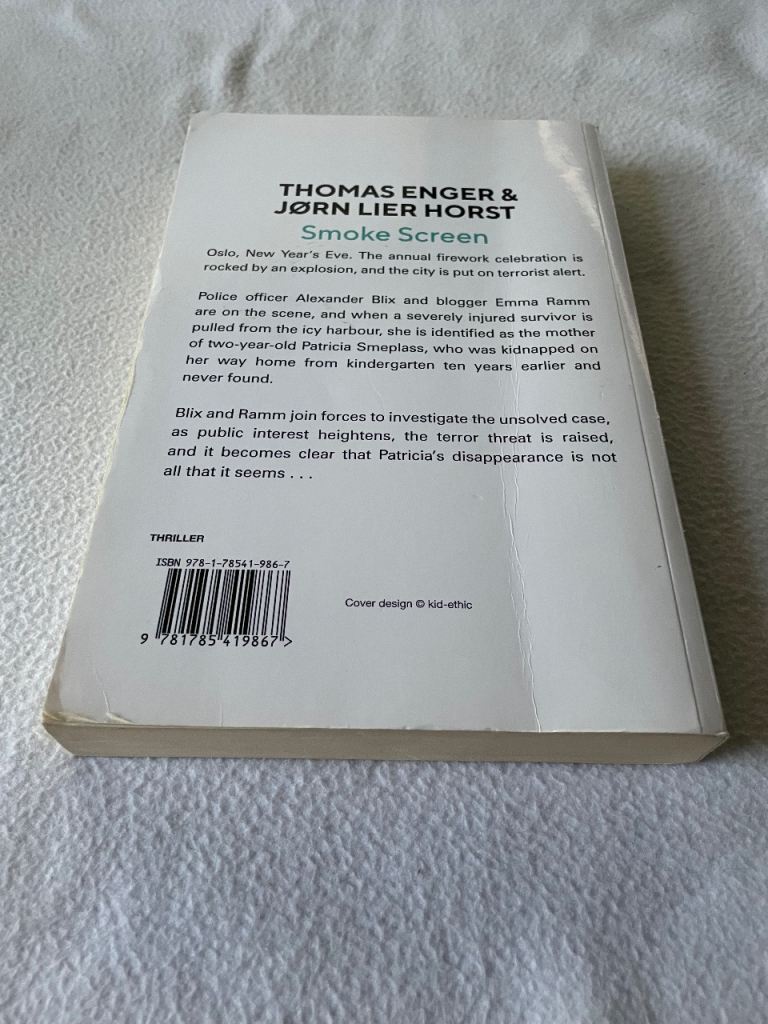 THOMAS ENGER &
JØRN LIER HORST
Smoke Screen
Oslo, New Year's Eve. The annual firework celebration is
rocked by an explosion, and the city is put on terrorist alert.
Police officer Alexander Blix and blogger Emma Ramm
are on the scene, and when a severely injured survivor is
pulled from the icy harbour, she is identified as the mother
of two-year-old Patricia Smeplass, who was kidnapped on
her way home from kindergarten ten years earlier and
never found.
Blix and Ramm join forces to investigate the unsolved case,
as public interest heightens, the terror threat is raised,
and it becomes clear that Patricia's disappearance is not
all that it seems . . .
THRILLER
ISBN 978-1-78541-986-7
Cover design © kid-ethic
9 781785 419867 >